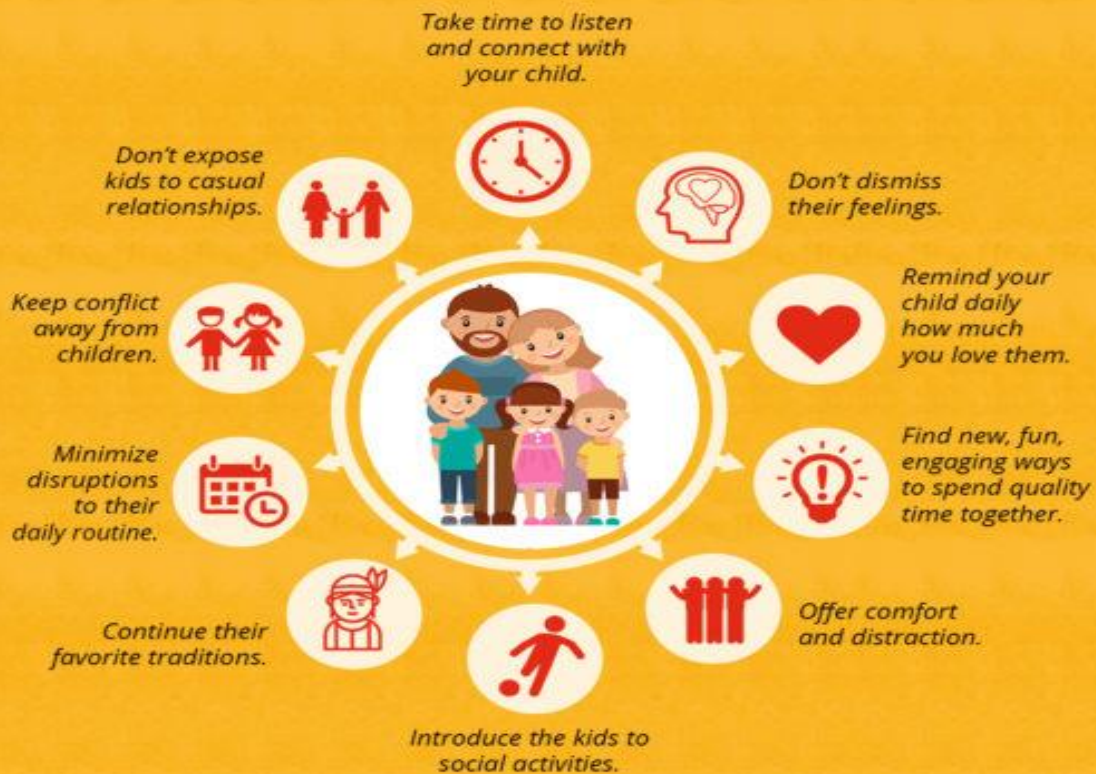 Take time to listen
and connect with
your child.
Don't dismiss
their feelings.
Remind your
child daily
how much
you love them.
Find new, fun,
engaging ways
to spend quality
time together.
Offer comfort
and distraction.
Introduce the kids to
social activities.
Continue their
favorite traditions.
Minimize
disruptions
to their
daily routine.
Keep conflict
away from
children.
Don't expose
kids to casual
relationships.